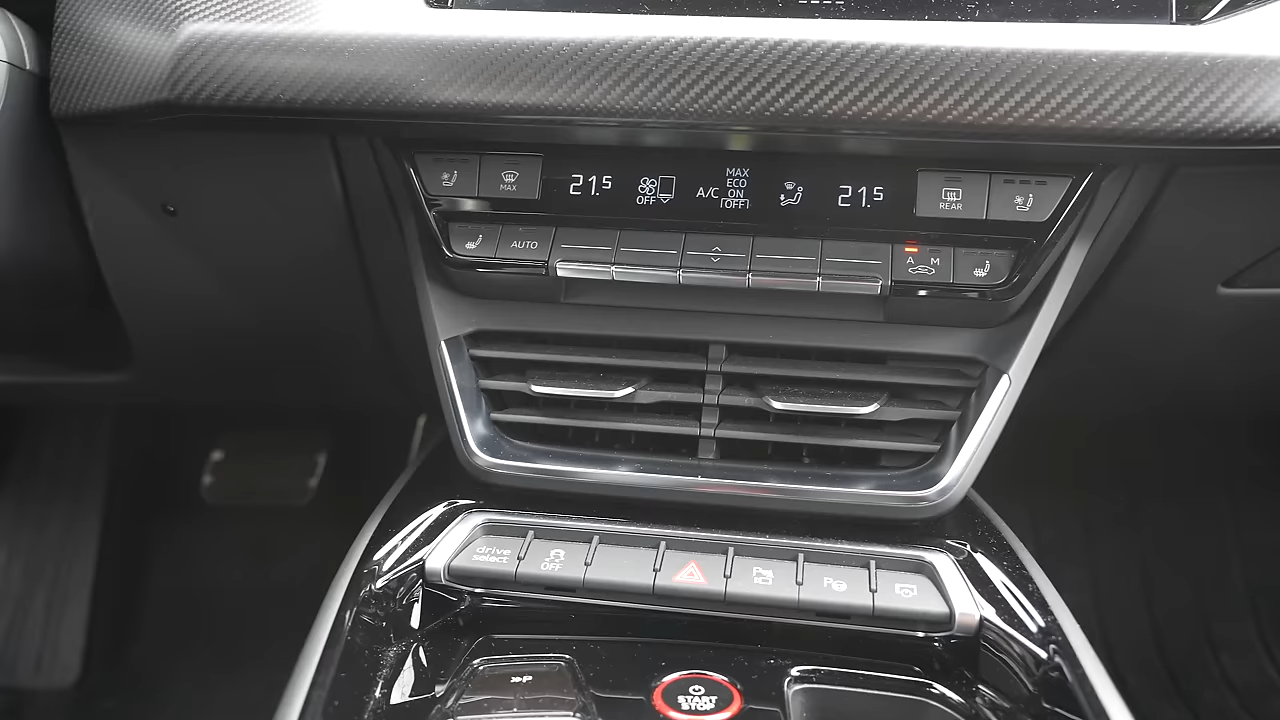 MAX
21.5
OFF
A/C
MAX
ECO
ON
OFF
21.5
REAR
AUTO
A M
drive
select
OFF
P
P
P
START
STOP